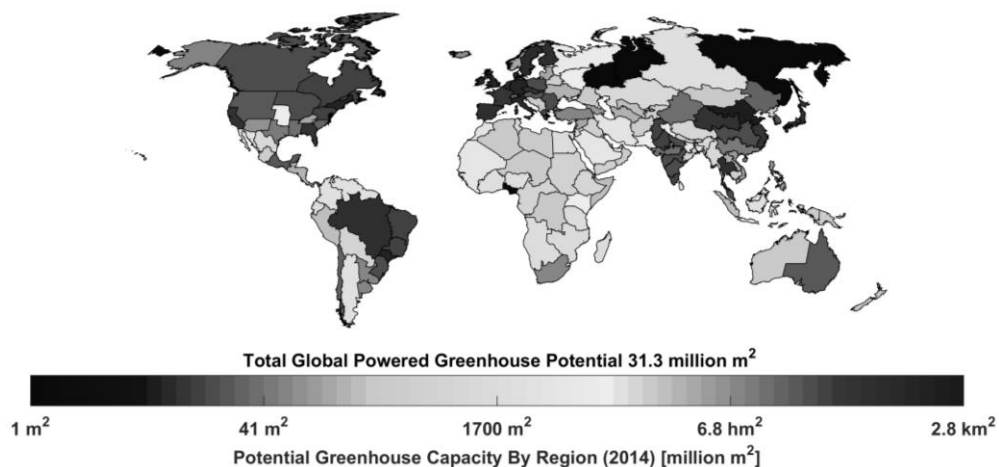 Total Global Powered Greenhouse Potential 31.3 million m²
1 m² 41 m² 1700 m² 6.8 hm² 2.8 km²
Potential Greenhouse Capacity By Region (2014) [million m²]